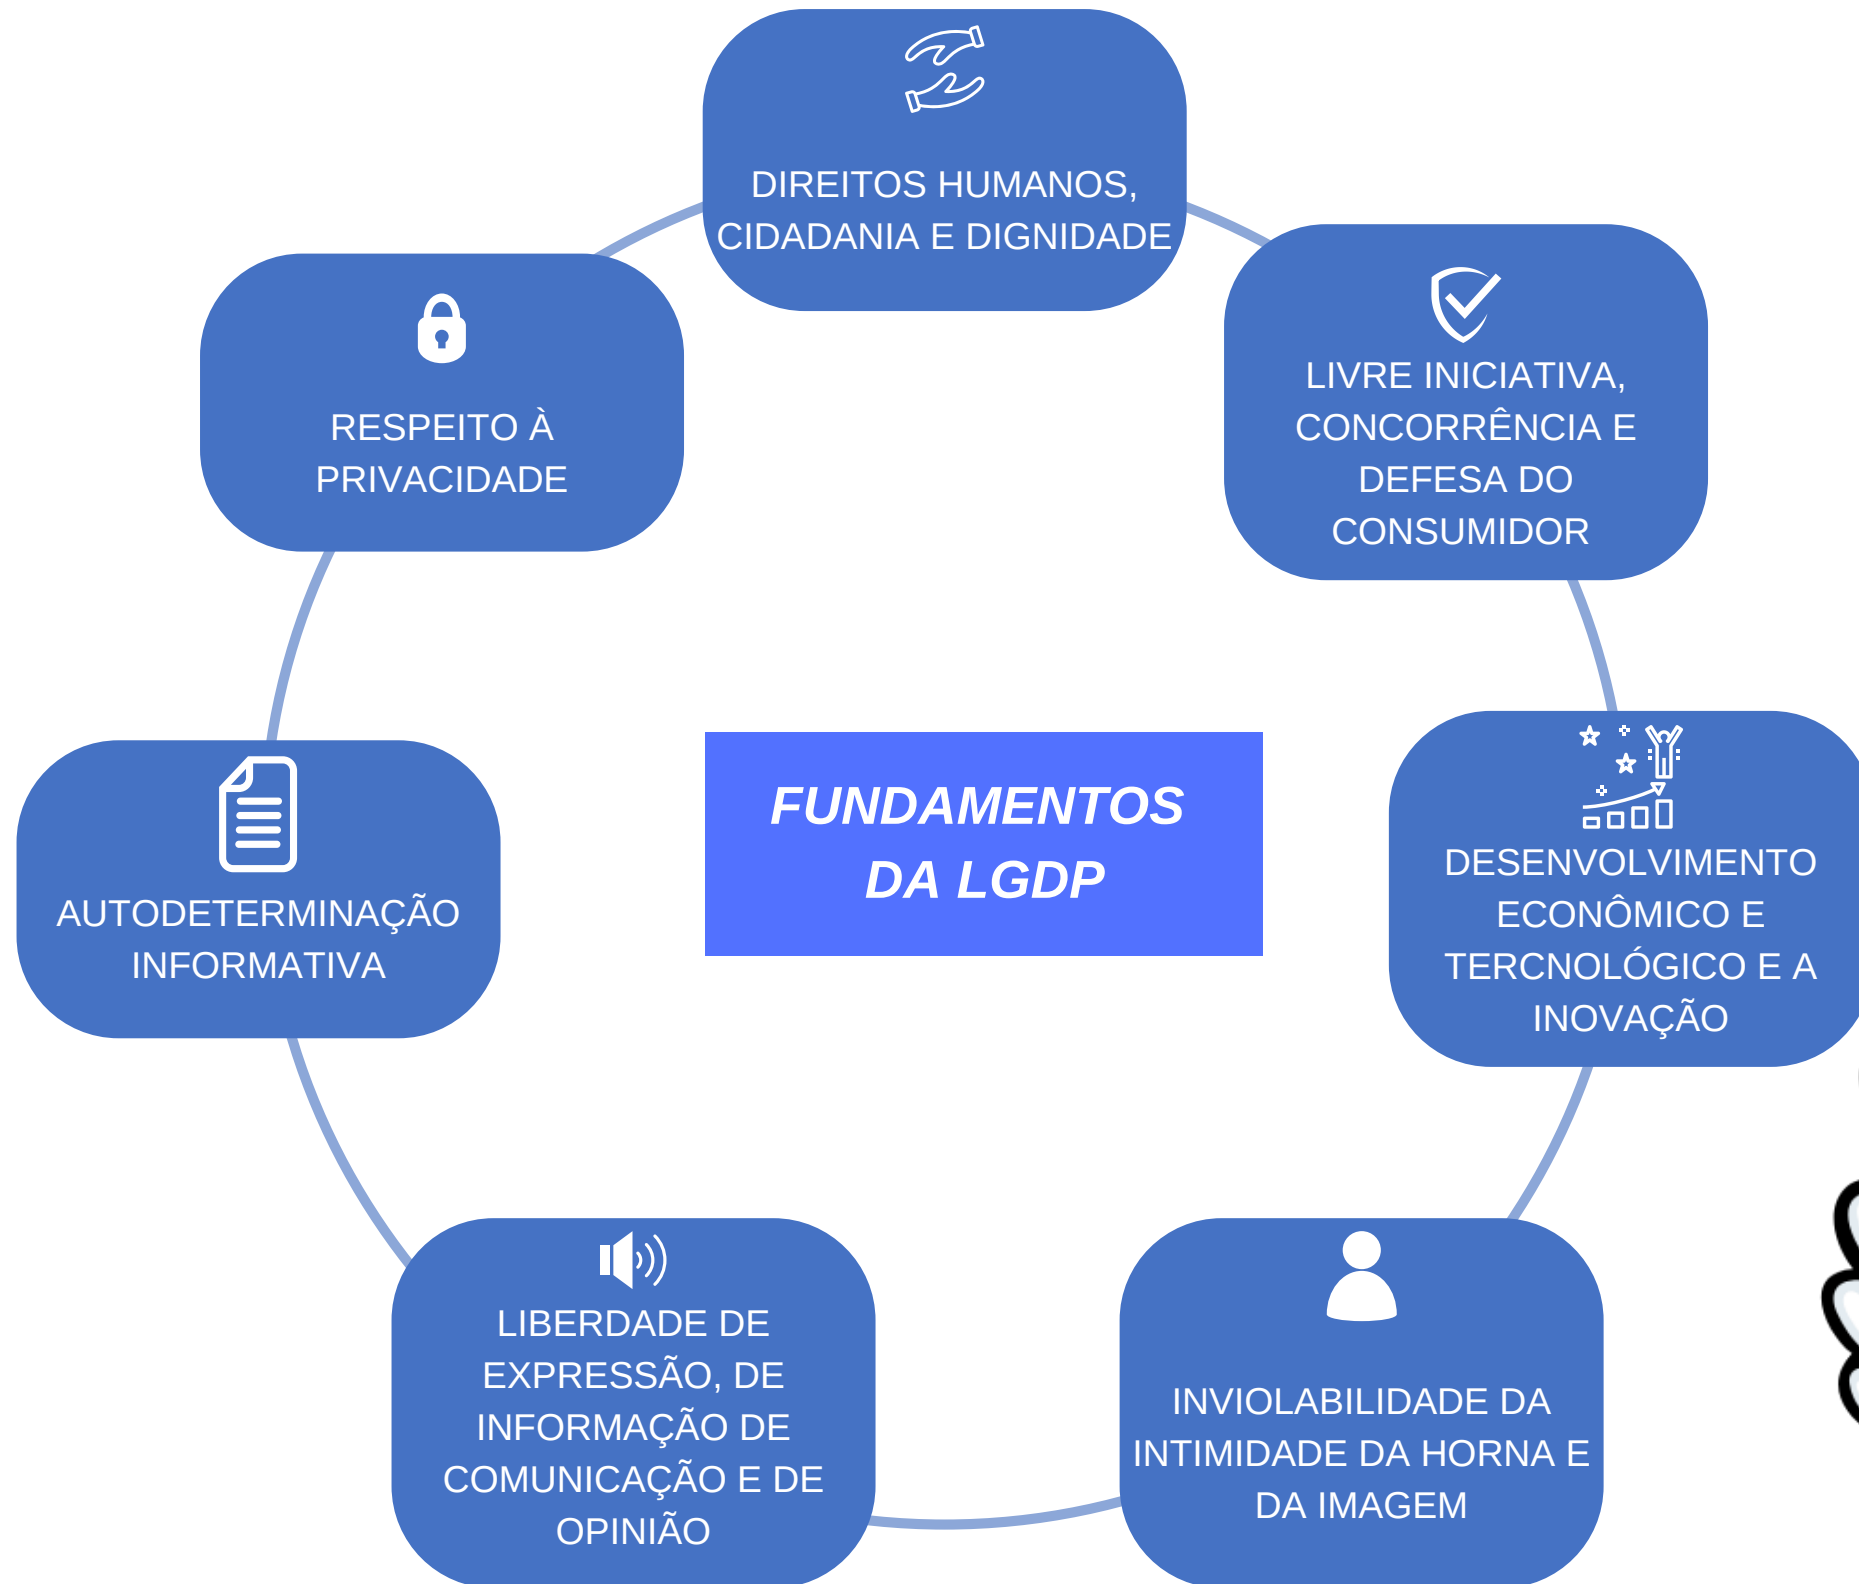 DIREITOS HUMANOS,
CIDADANIA E DIGNIDADE
LIVRE INICIATIVA,
CONCORRÊNCIA E
DEFESA DO
CONSUMIDOR
DESENVOLVIMENTO
ECONÔMICO E
TERCNOLÓGICO E A
INOVAÇÃO
INVIOLABILIDADE DA
INTIMIDADE DA HORNA E
DA IMAGEM
LIBERDADE DE
EXPRESSÃO, DE
INFORMAÇÃO DE
COMUNICAÇÃO E DE
OPINIÃO
AUTODETERMINAÇÃO
INFORMATIVA
RESPEITO À
PRIVACIDADE
FUNDAMENTOS
DA LGDP